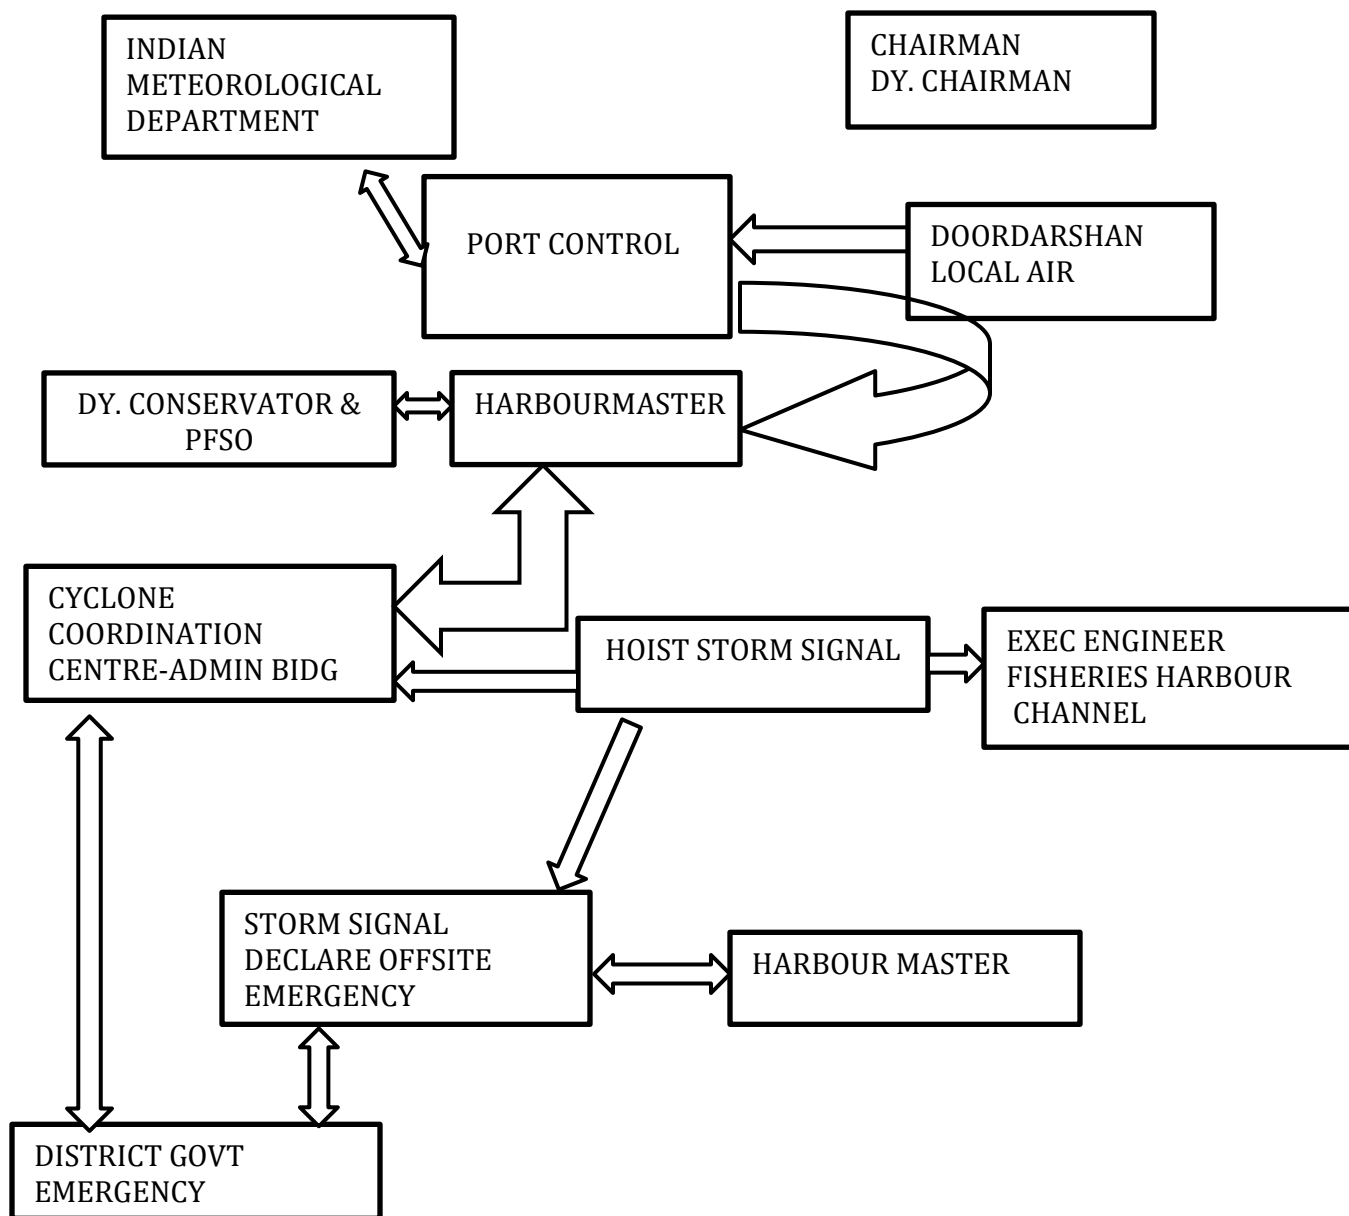 INDIAN
METEOROLOGICAL
DEPARTMENT
CHAIRMAN
DY. CHAIRMAN
PORT CONTROL
DOORDARSHAN
LOCAL AIR
DY. CONSERVATOR &
PFSO
HARBOURMASTER
CYCLONE
COORDINATION
CENTRE-ADMIN BIDG
HOIST STORM SIGNAL
EXEC ENGINEER
FISHERIES HARBOUR
CHANNEL
STORM SIGNAL
DECLARE OFFSITE
EMERGENCY
HARBOUR MASTER
DISTRICT GOVT
EMERGENCY